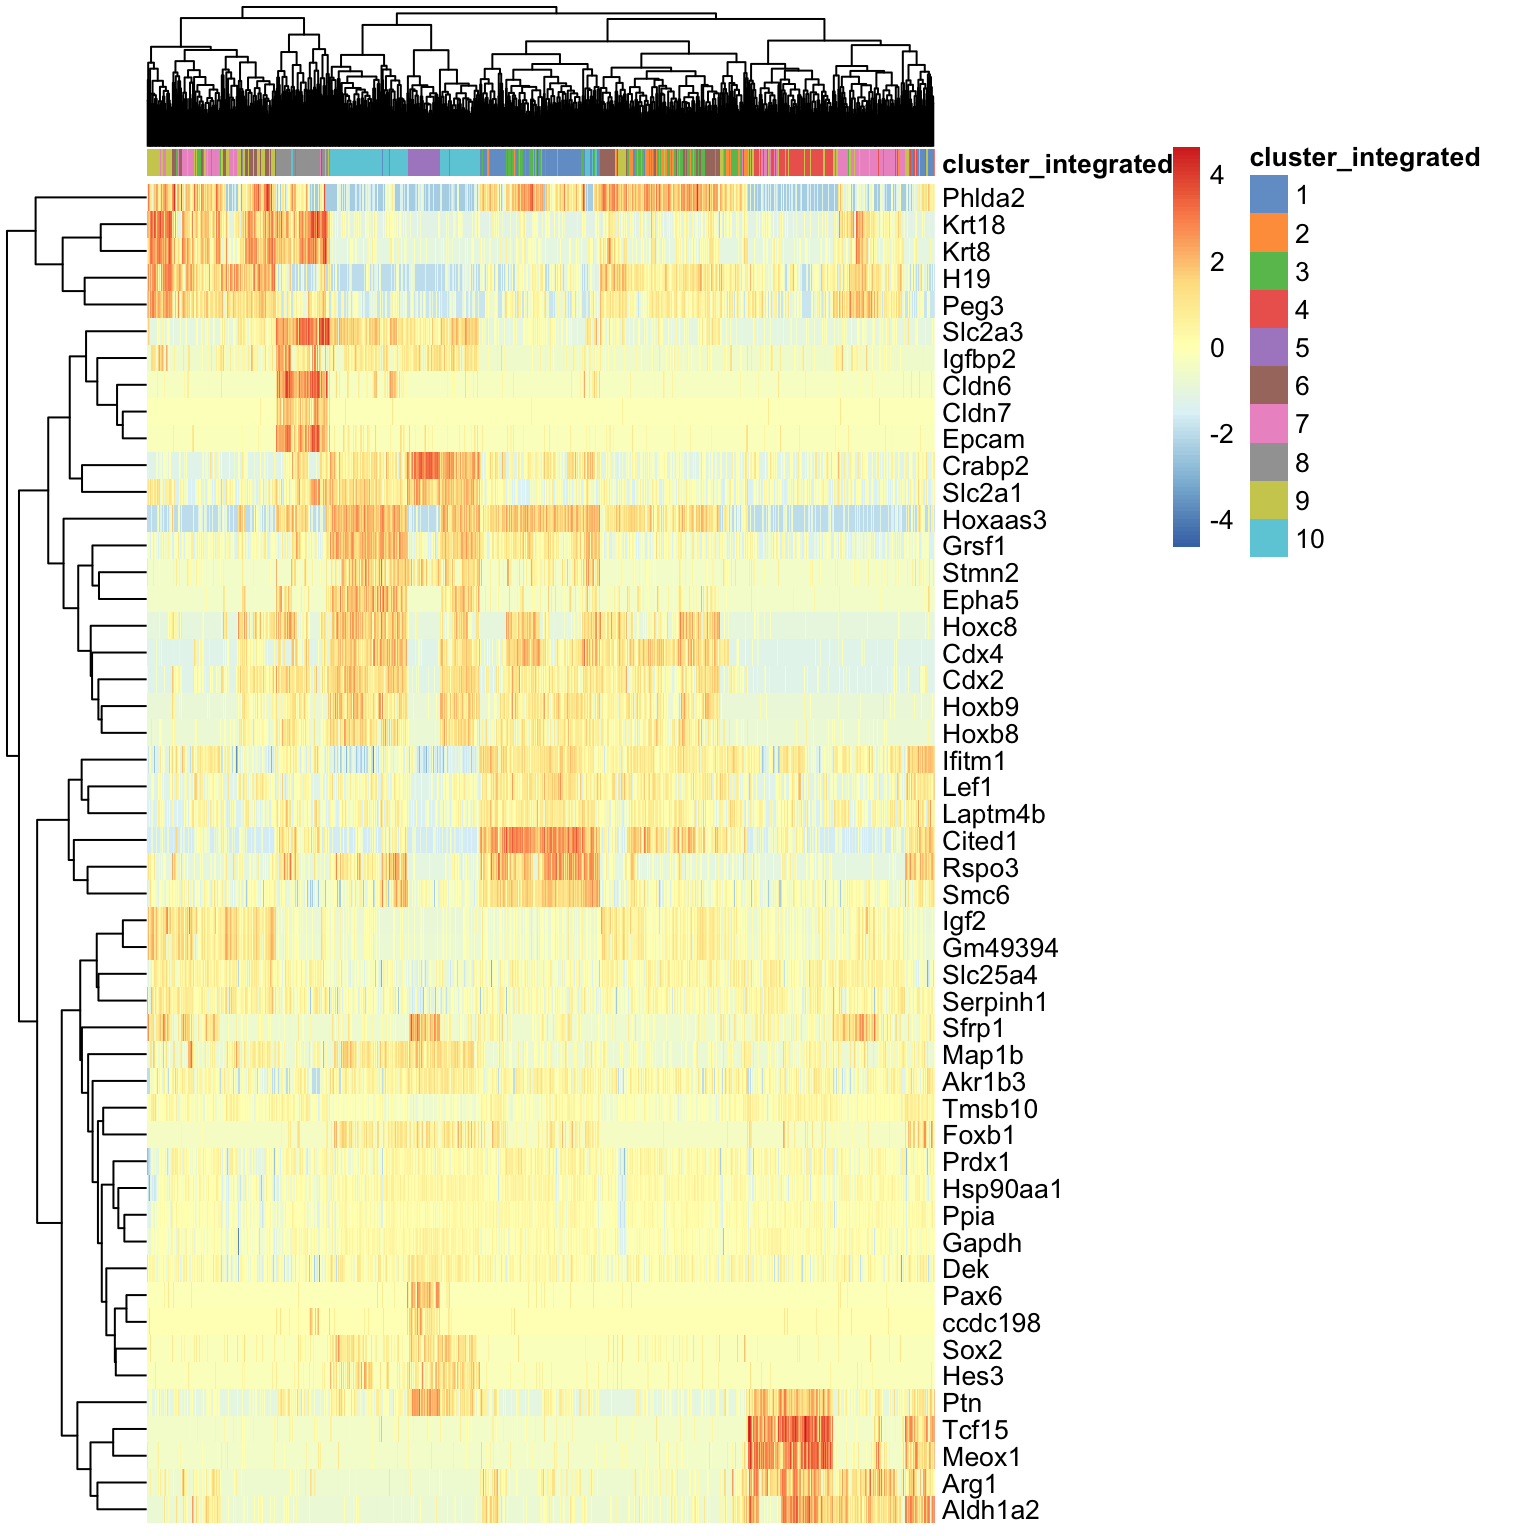 cluster_integrated
Phlda2
Krt18
Krt8
H19
Peg3
Slc2a3
Igfbp2
Cldn6
Cldn7
Epcam
Crabp2
Slc2a1
Hoxaas3
Grsf1
Stmn2
Epha5
Hoxc8
Cdx4
Cdx2
Hoxb9
Hoxb8
Ifitm1
Lef1
Laptm4b
Cited1
Rspo3
Smc6
Igf2
Gm49394
Slc25a4
Serpinh1
Sfrp1
Map1b
Akr1b3
Tmsb10
Foxb1
Prdx1
Hsp90aa1
Ppia
Gapdh
Dek
Pax6
ccdc198
Sox2
Hes3
Ptn
Tcf15
Meox1
Arg1
Aldh1a2
4
2
0
-2
-4
cluster_integrated
1
2
3
4
5
6
7
8
9
10